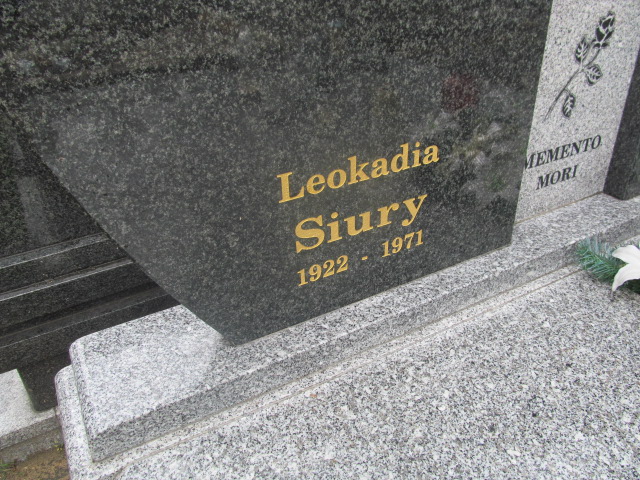 Leokadia
Siury
1922 - 1971
MEMENTO
MORI